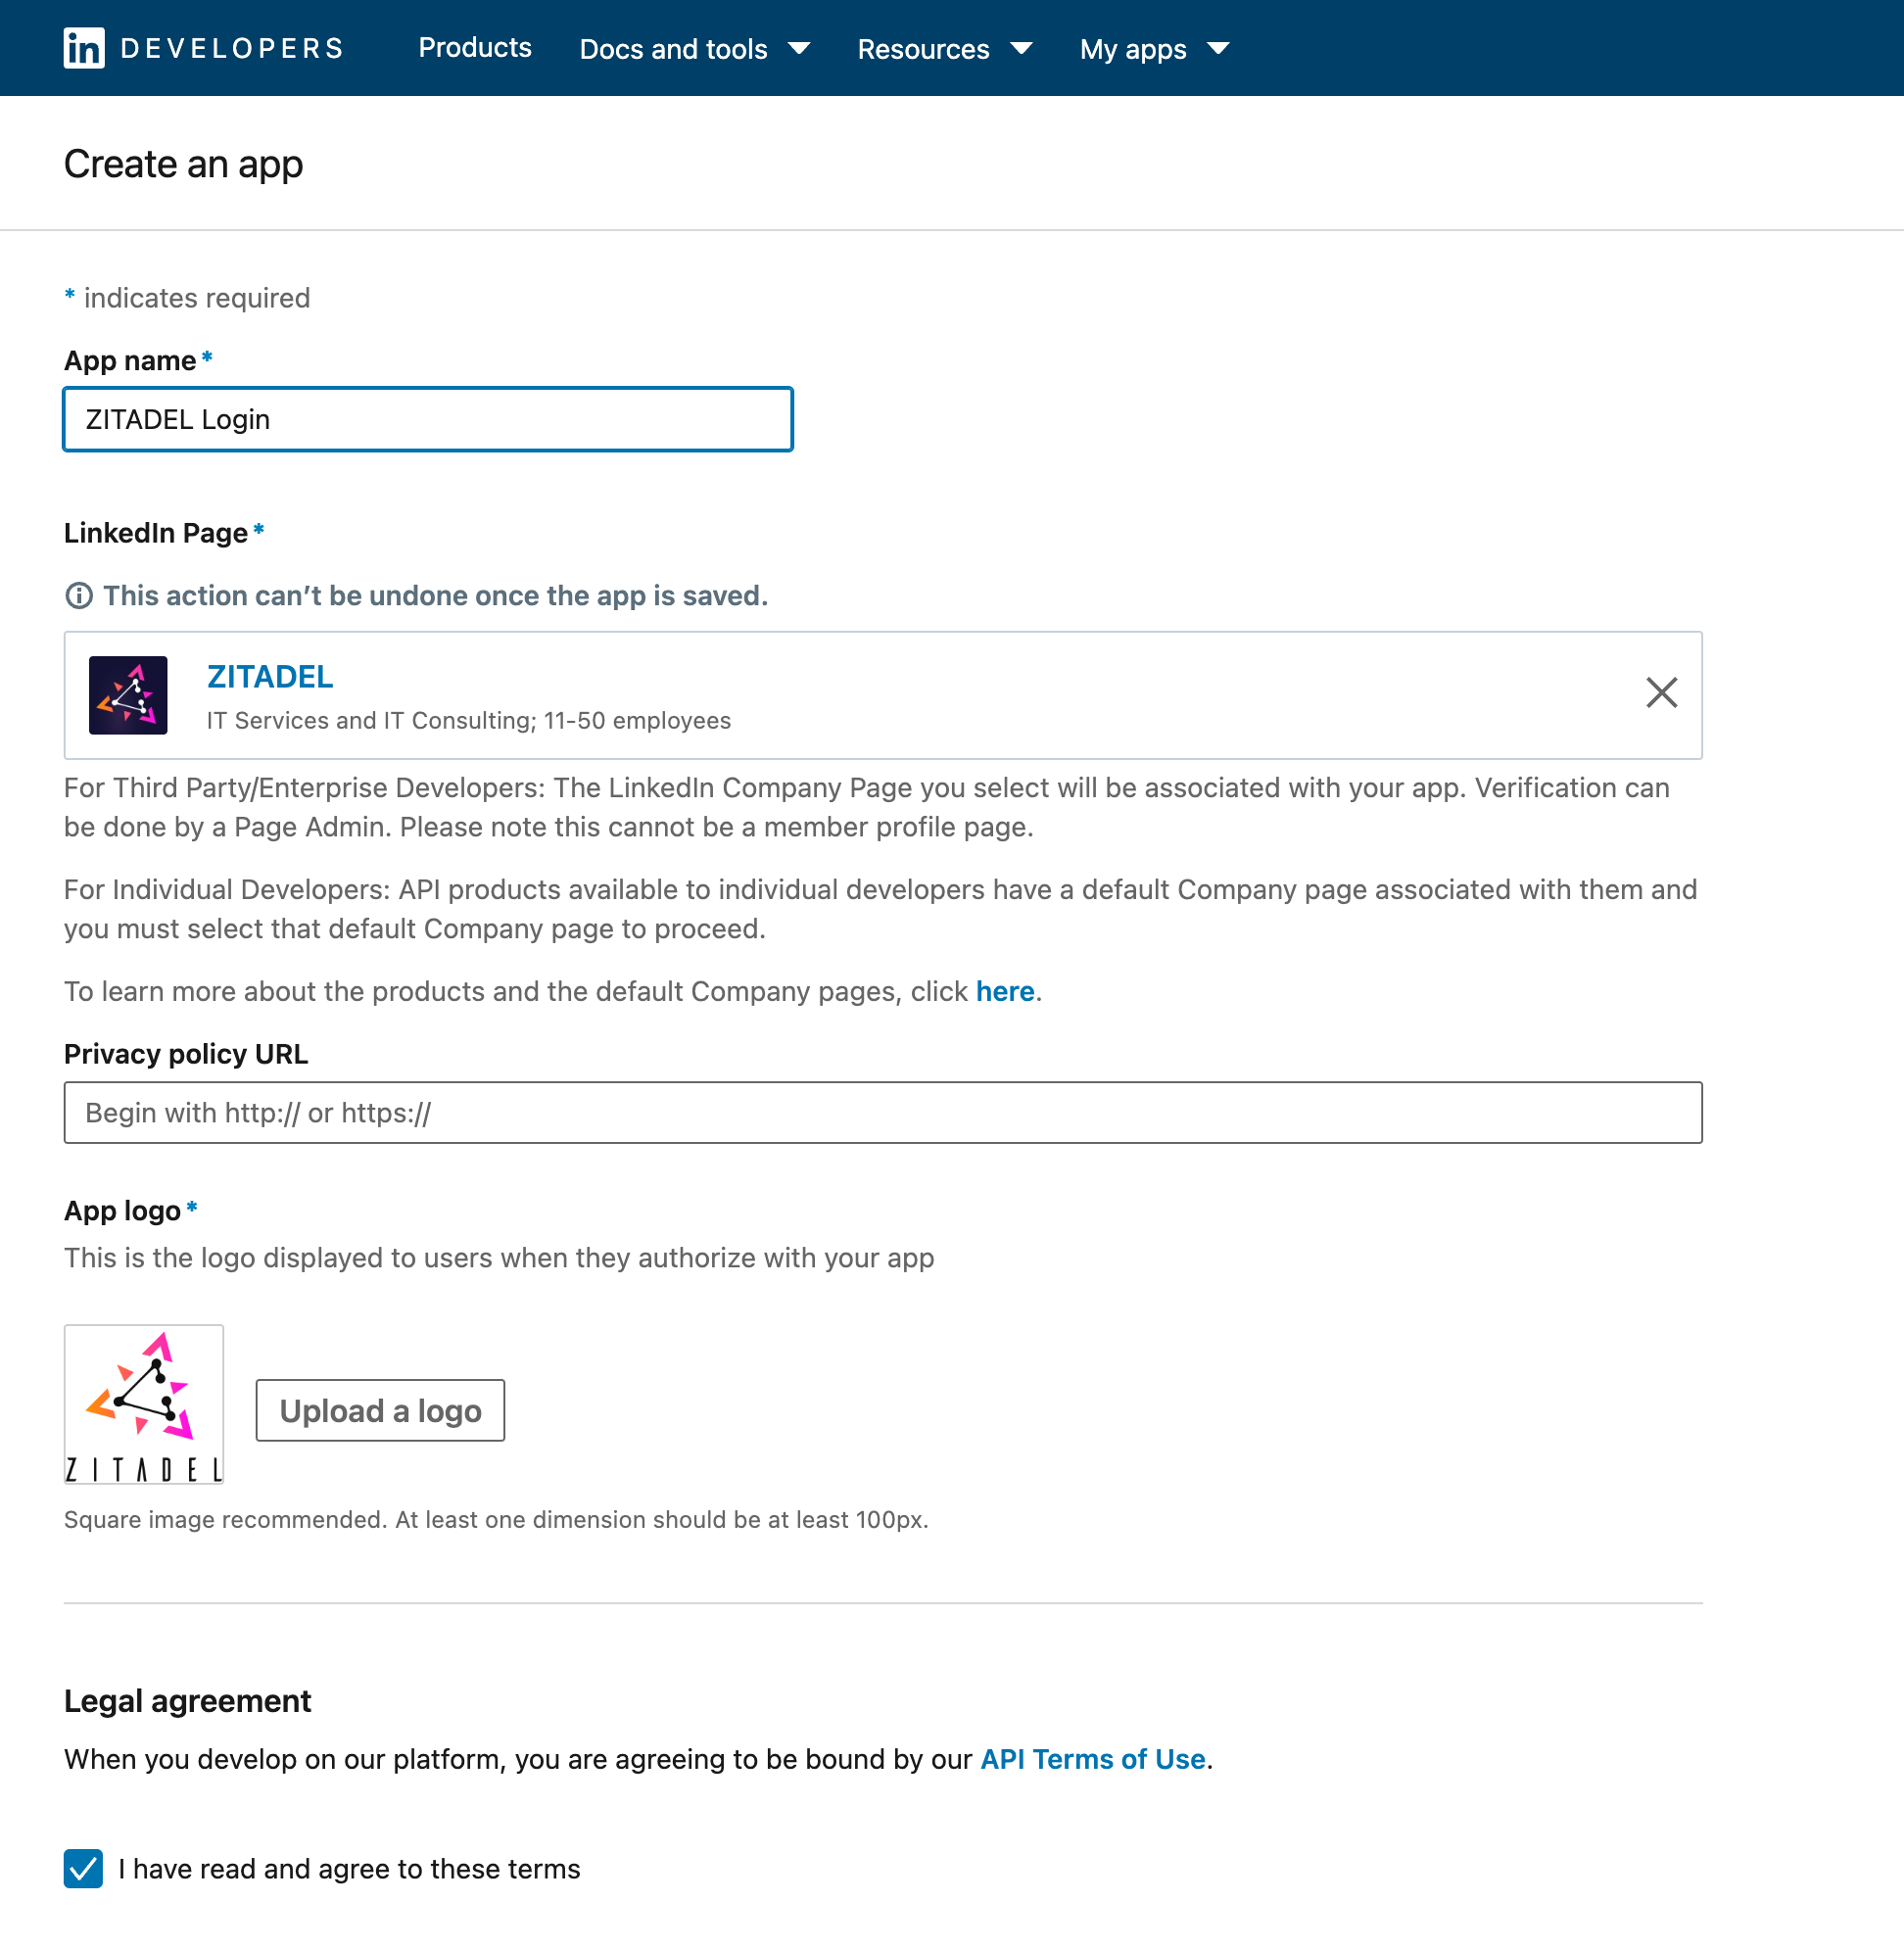 in DEVELOPERS Products Docs and tools Resources My apps
Create an app
* indicates required
App name *
ZITADEL Login
LinkedIn Page *
This action can’t be undone once the app is saved.
ZITADEL
IT Services and IT Consulting; 11-50 employees
For Third Party/Enterprise Developers: The LinkedIn Company Page you select will be associated with your app. Verification can
be done by a Page Admin. Please note this cannot be a member profile page.
For Individual Developers: API products available to individual developers have a default Company page associated with them and
you must select that default Company page to proceed.
To learn more about the products and the default Company pages, click here.
Privacy policy URL
Begin with http:// or https://
App logo *
This is the logo displayed to users when they authorize with your app
ZITADEL
Upload a logo
Square image recommended. At least one dimension should be at least 100px.
Legal agreement
When you develop on our platform, you are agreeing to be bound by our API Terms of Use.
I have read and agree to these terms